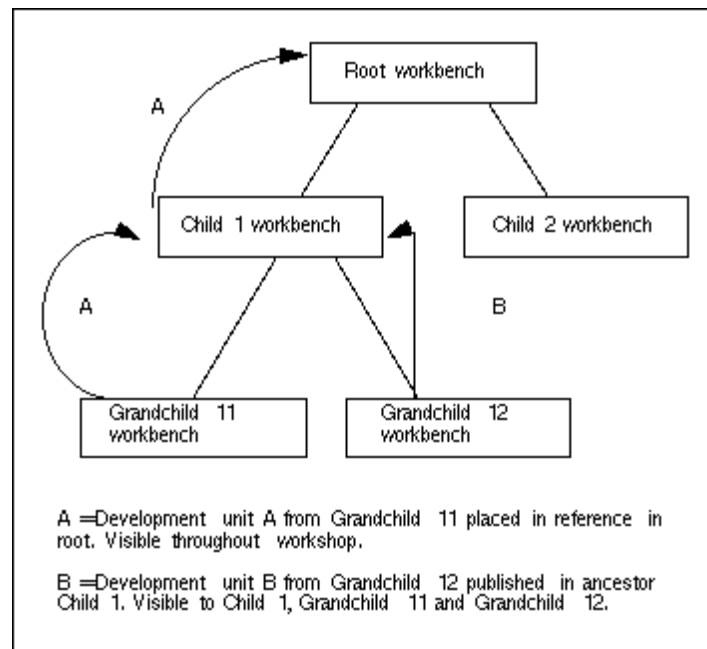 Root workbench
A
Child 1 workbench
Child 2 workbench
A
B
Grandchild 11
workbench
Grandchild 12
workbench
A =Development unit A from Grandchild 11 placed in reference in
root. Visible throughout workshop.
B =Development unit B from Grandchild 12 published in ancestor
Child 1. Visible to Child 1, Grandchild 11 and Grandchild 12.